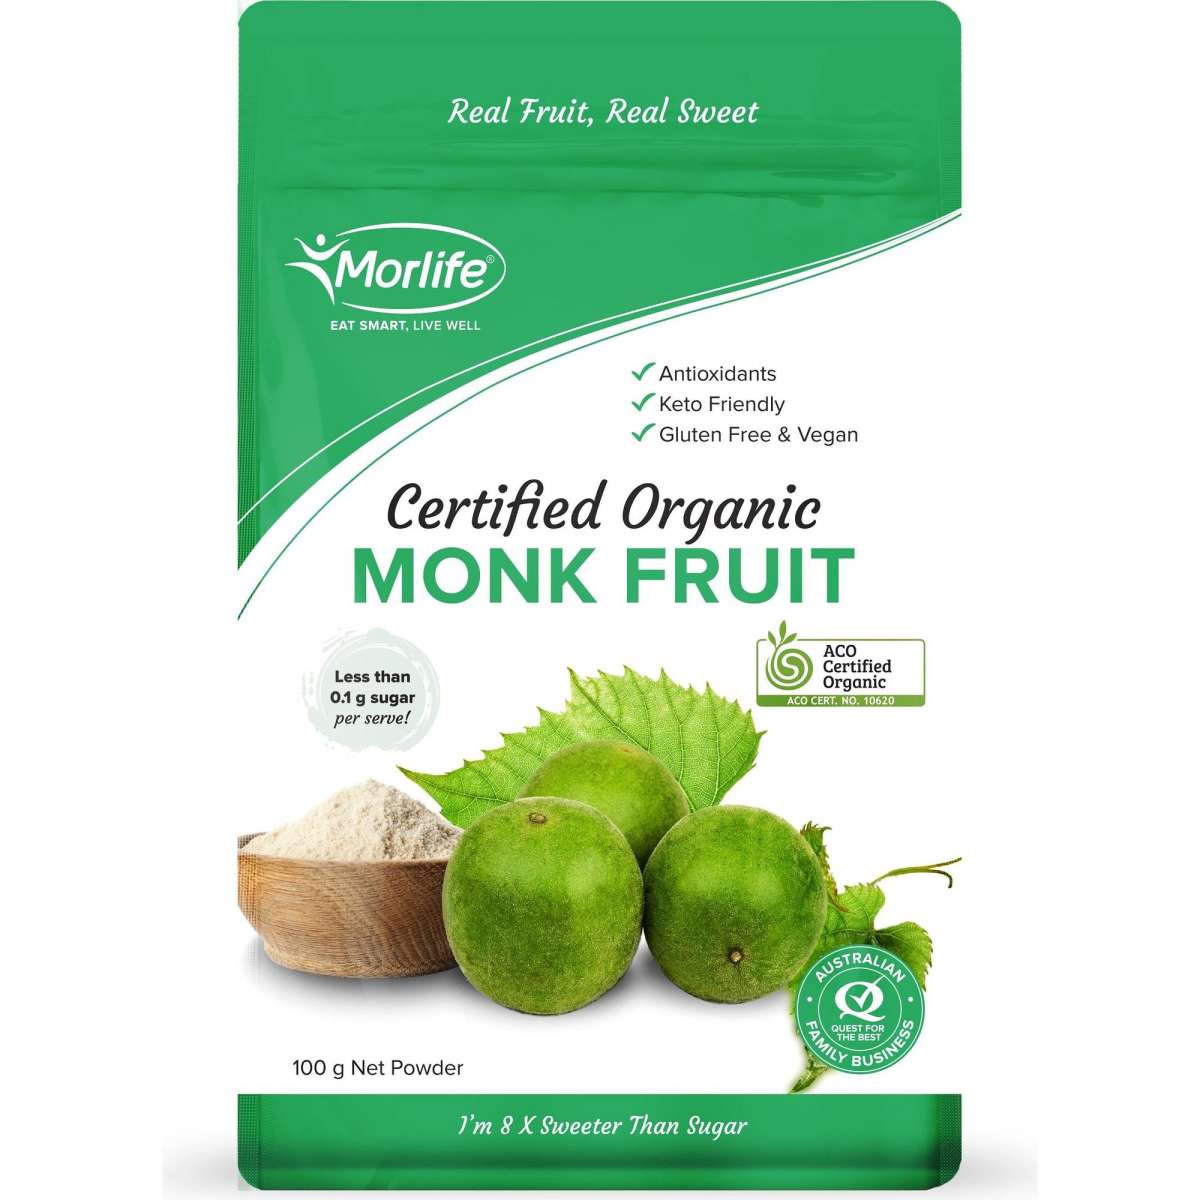 Real Fruit, Real Sweet
Morlife®
EAT SMART, LIVE WELL
Antioxidants
Keto Friendly
Gluten Free & Vegan
Certified Organic
MONK FRUIT
Less than
0.1 g sugar
per serve!
ACO
Certified
Organic
ACO CERT. NO. 10620
AUSTRALIAN
Q
QUEST FOR
THE BEST
FAMILY BUSINESS
100 g Net Powder
I'm 8 X Sweeter Than Sugar